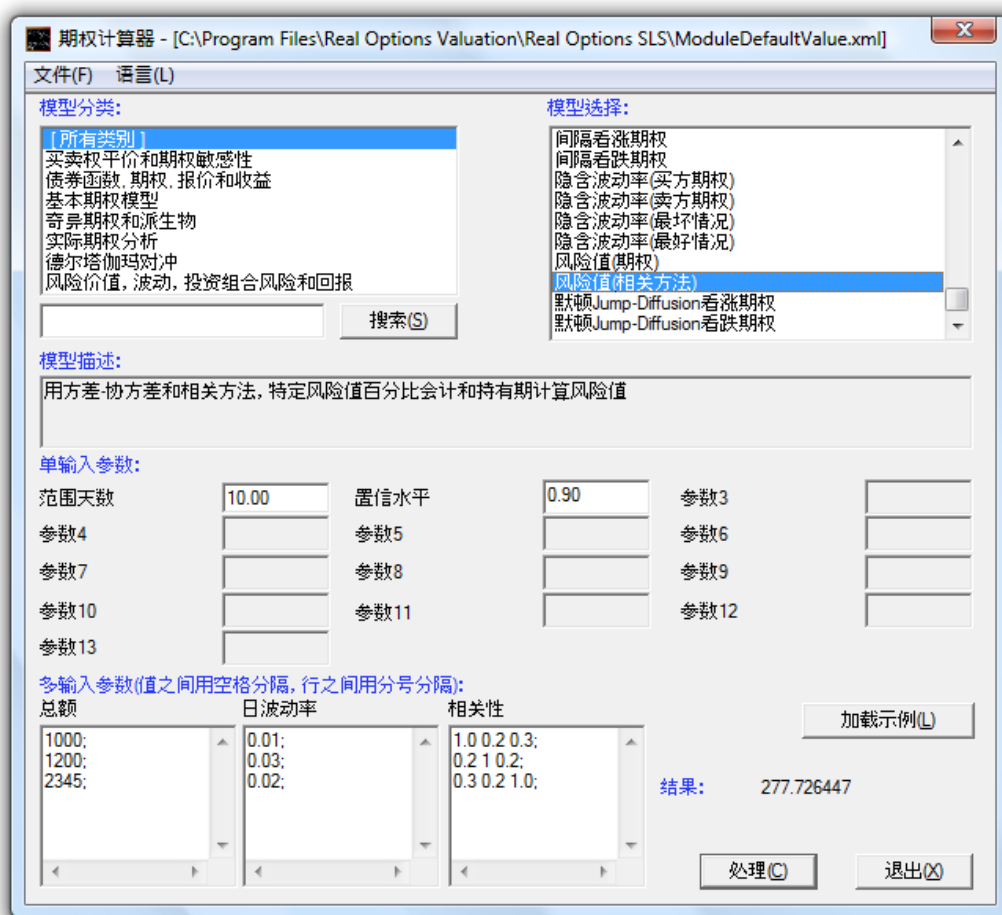 期权计算器 - [C:\Program Files\Real Options Valuation\Real Options SLS\ModuleDefaultValue.xml]
文件(F) 语言(L)
模型分类:
[ 所有类别 ]
买卖权平价和期权敏感性
债券函数, 期权, 报价和收益
基本期权模型
奇异期权和派生物
实际期权分析
德尔塔伽玛对冲
风险价值, 波动, 投资组合风险和回报
搜索(S)
模型选择:
间隔看涨期权
间隔看跌期权
隐含波动率(买方期权)
隐含波动率(卖方期权)
隐含波动率(最坏情况)
隐含波动率(最好情况)
风险值(期权)
风险值(相关方法)
默顿Jump-Diffusion看涨期权
默顿Jump-Diffusion看跌期权
模型描述:
用方差-协方差和相关方法, 特定风险值百分比会计和持有期计算风险值
单输入参数:
范围天数 10.00 置信水平 0.90 参数3
参数4 参数5 参数6
参数7 参数8 参数9
参数10 参数11 参数12
参数13
多输入参数(值之间用空格分隔, 行之间用分号分隔):
总额 日波动率 相关性
1000; 0.01; 1.0 0.2 0.3;
1200; 0.03; 0.2 1 0.2;
2345; 0.02; 0.3 0.2 1.0;
加载示例(L)
结果: 277.726447
处理(C) 退出(X)